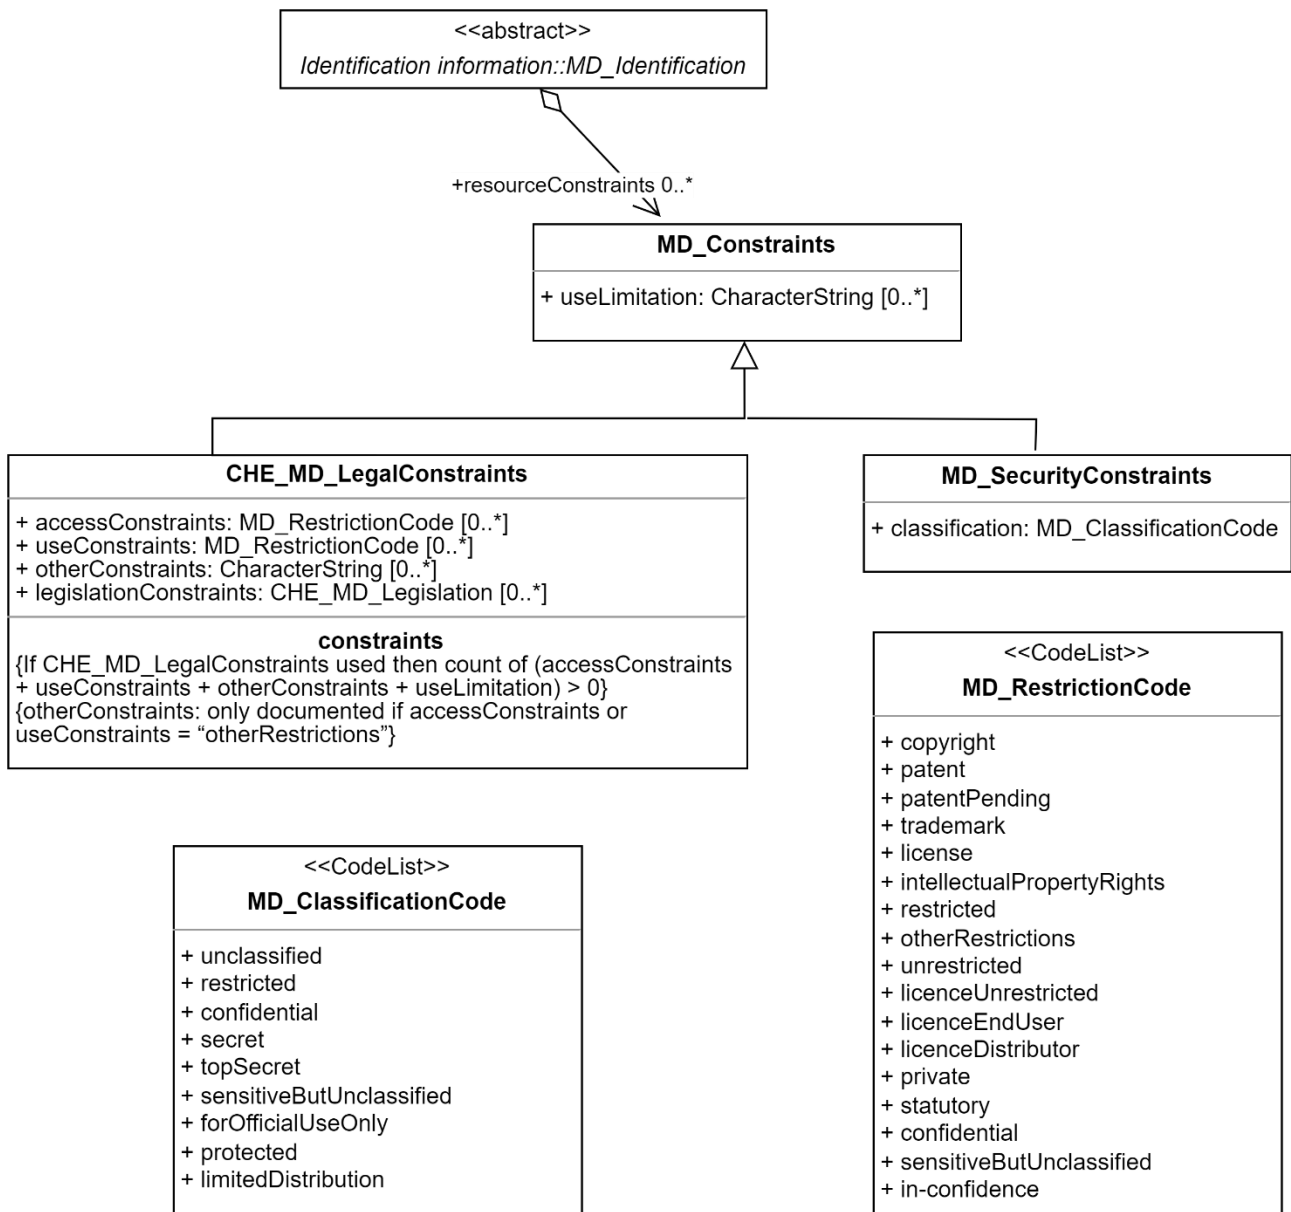 <<abstract>>
Identification information::MD_Identification
+resourceConstraints 0..*
MD_Constraints
+ useLimitation: CharacterString [0..*]
CHE_MD_LegalConstraints
+ accessConstraints: MD_RestrictionCode [0..*]
+ useConstraints: MD_RestrictionCode [0..*]
+ otherConstraints: CharacterString [0..*]
+ legislationConstraints: CHE_MD_Legislation [0..*]
constraints
{If CHE_MD_LegalConstraints used then count of (accessConstraints
+ useConstraints + otherConstraints + useLimitation) > 0}
{otherConstraints: only documented if accessConstraints or
useConstraints = “otherRestrictions”}
MD_SecurityConstraints
+ classification: MD_ClassificationCode
<<CodeList>>
MD_RestrictionCode
+ copyright
+ patent
+ patentPending
+ trademark
+ license
+ intellectualPropertyRights
+ restricted
+ otherRestrictions
+ unrestricted
+ licenceUnrestricted
+ licenceEndUser
+ licenceDistributor
+ private
+ statutory
+ confidential
+ sensitiveButUnclassified
+ in-confidence
<<CodeList>>
MD_ClassificationCode
+ unclassified
+ restricted
+ confidential
+ secret
+ topSecret
+ sensitiveButUnclassified
+ forOfficialUseOnly
+ protected
+ limitedDistribution